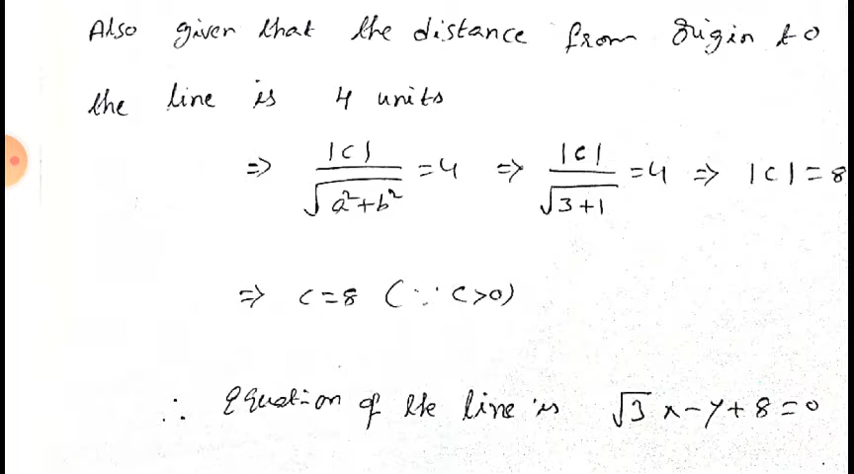 Also given that the distance from origin to
the line is 4 units
=> |c| / √(a²+b²) = 4 => |c| / √(3+1) = 4 => |c| = 8
=> c=8 (∵ c>0)
∴ Equation of the line is √3 x - y + 8 = 0